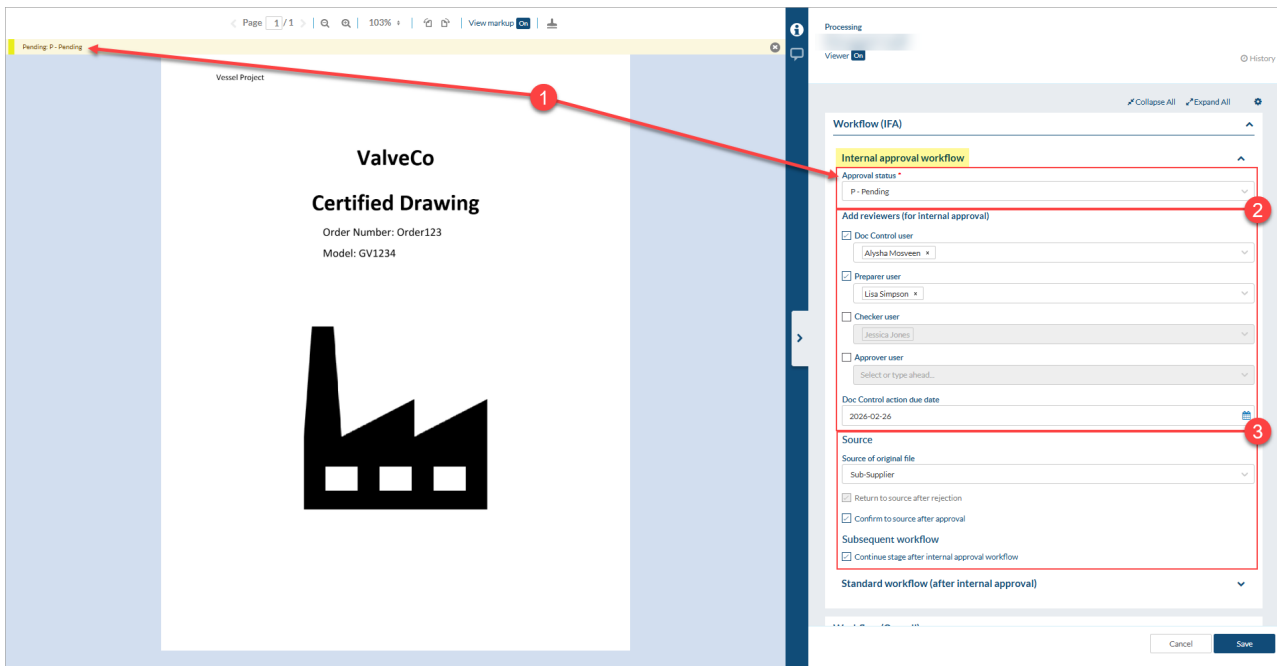 Page 1 / 1 103% View markup On
Pending: P - Pending
Vessel Project
ValveCo
Certified Drawing
Order Number: Order123
Model: GV1234
1
Processing
Viewer On
History
Collapse All Expand All
Workflow (IFA)
Internal approval workflow
Approval status *
P - Pending
2
Add reviewers (for internal approval)
Doc Control user
Alysha Mosveen ×
Preparer user
Lisa Simpson ×
Checker user
Jessica Jones
Approver user
Select or type ahead...
Doc Control action due date
2026-02-26
3
Source
Source of original file
Sub-Supplier
Return to source after rejection
Confirm to source after approval
Subsequent workflow
Continue stage after internal approval workflow
Standard workflow (after internal approval)
Cancel Save